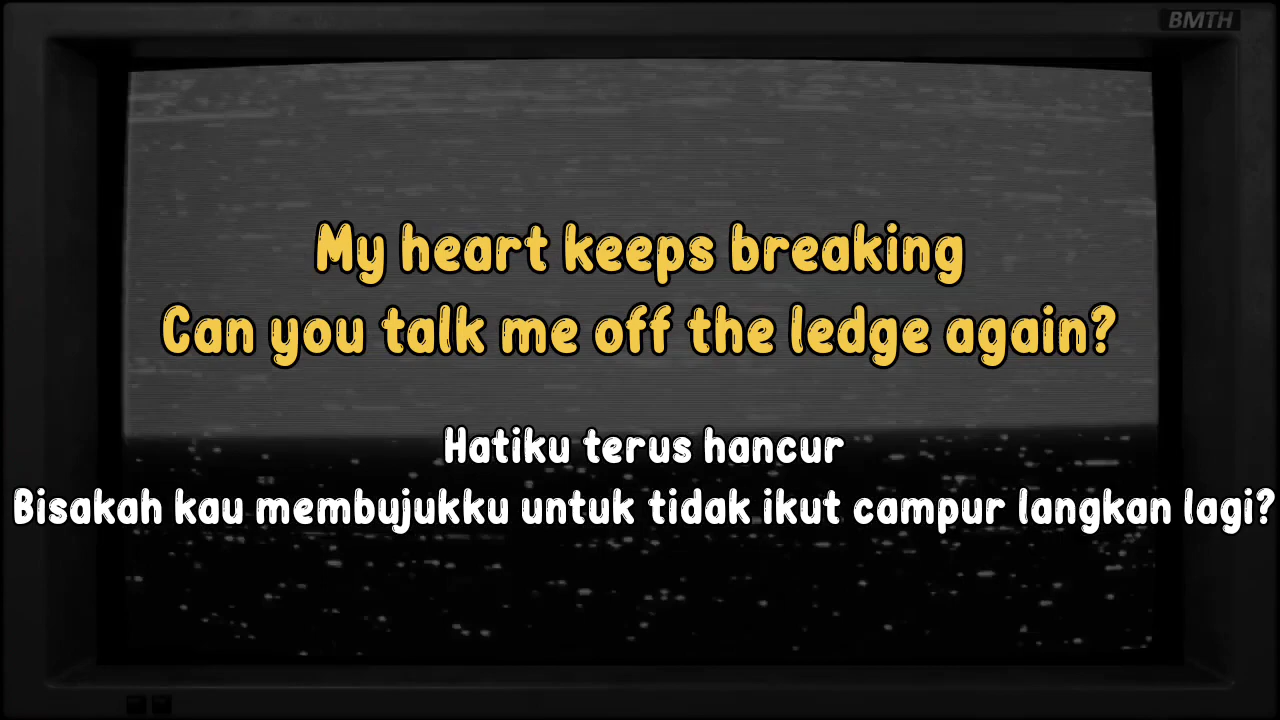 BMTH
My heart keeps breaking
Can you talk me off the ledge again?
Hatiku terus hancur
Bisakah kau membujukku untuk tidak ikut campur langkan lagi?